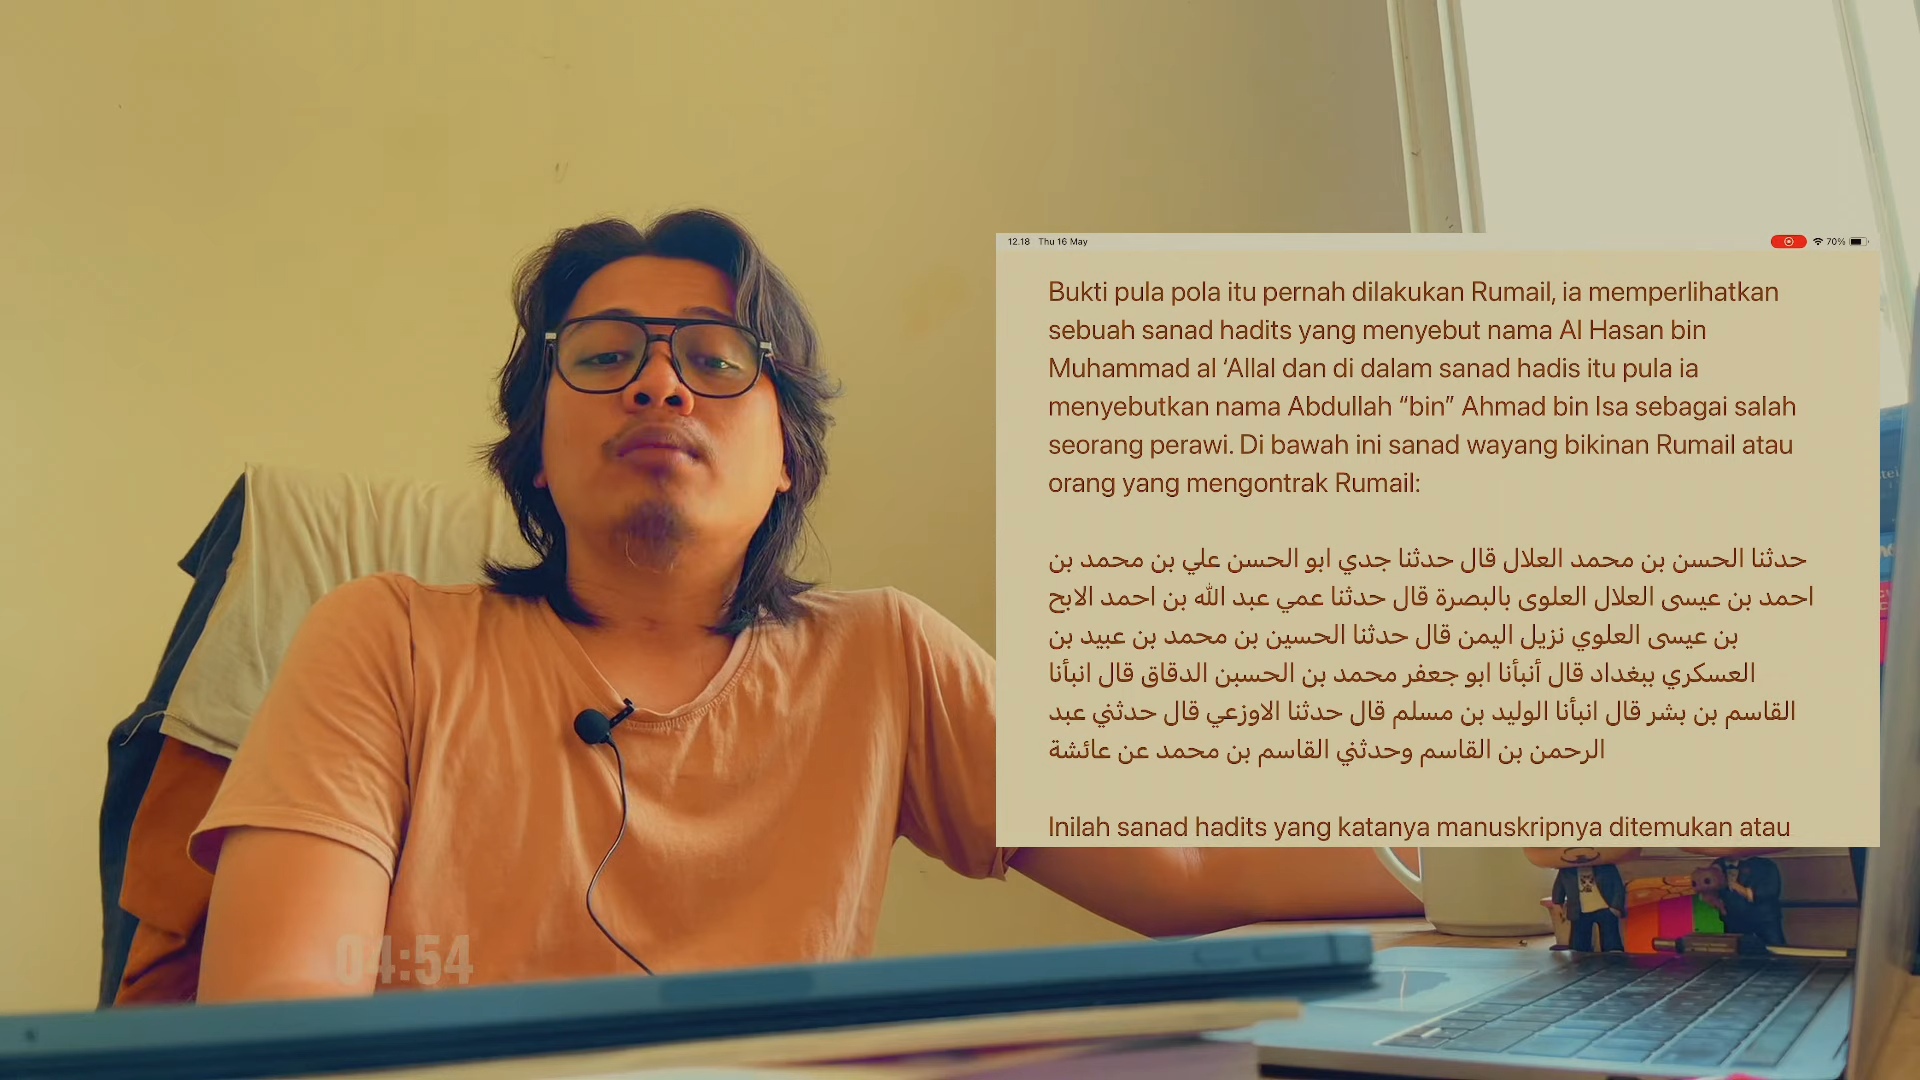 12.18 Thu 16 May
70%
Bukti pula pola itu pernah dilakukan Rumail, ia memperlihatkan
sebuah sanad hadits yang menyebut nama Al Hasan bin
Muhammad al ‘Allal dan di dalam sanad hadis itu pula ia
menyebutkan nama Abdullah “bin” Ahmad bin Isa sebagai salah
seorang perawi. Di bawah ini sanad wayang bikinan Rumail atau
orang yang mengontrak Rumail:
حدثنا الحسن بن محمد العلال قال حدثنا جدي ابو الحسن علي بن محمد بن
احمد بن عيسى العلال العلوى بالبصرة قال حدثنا عمي عبد الله بن احمد الابح
بن عيسى العلوي نزيل اليمن قال حدثنا الحسين بن محمد بن عبيد بن
العسكري ببغداد قال أنبأنا ابو جعفر محمد بن الحسبن الدقاق قال انبأنا
القاسم بن بشر قال انبأنا الوليد بن مسلم قال حدثنا الاوزعي قال حدثني عبد
الرحمن بن القاسم وحدثني القاسم بن محمد عن عائشة
Inilah sanad hadits yang katanya manuskripnya ditemukan atau
04:54